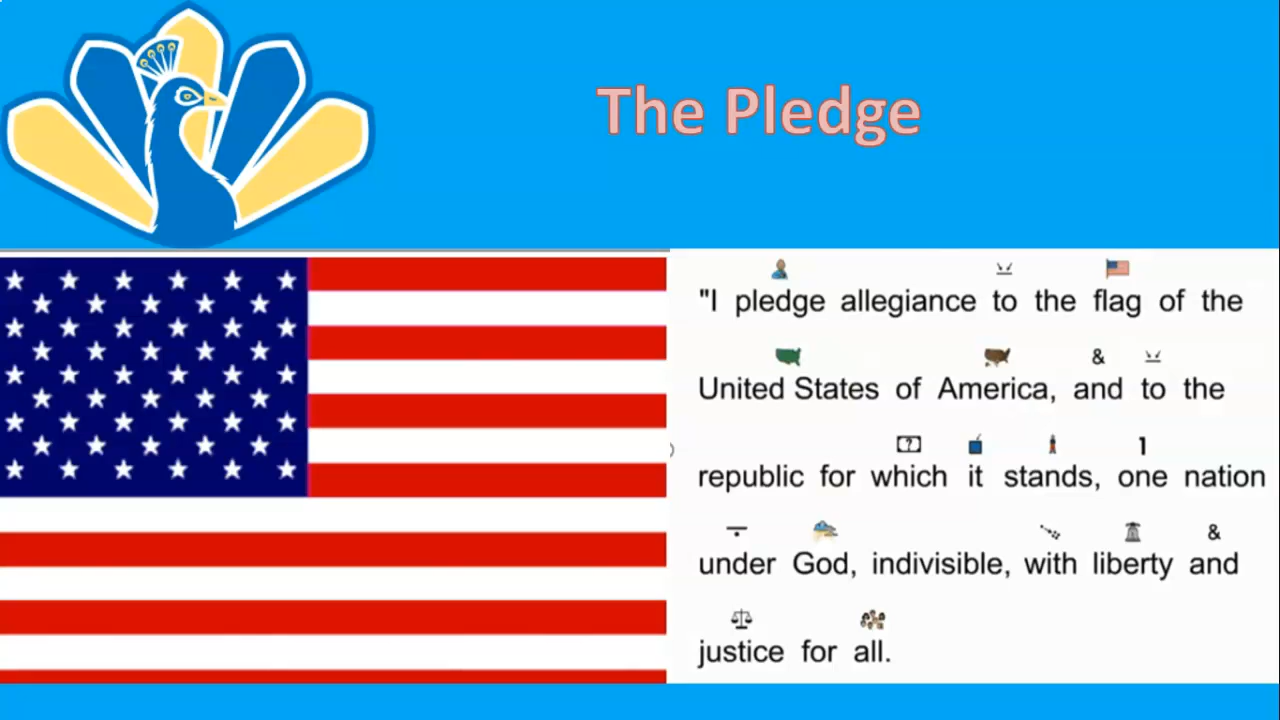 The Pledge
"I pledge allegiance to the flag of the
&
United States of America, and to the
? 1
republic for which it stands, one nation
&
under God, indivisible, with liberty and
justice for all.